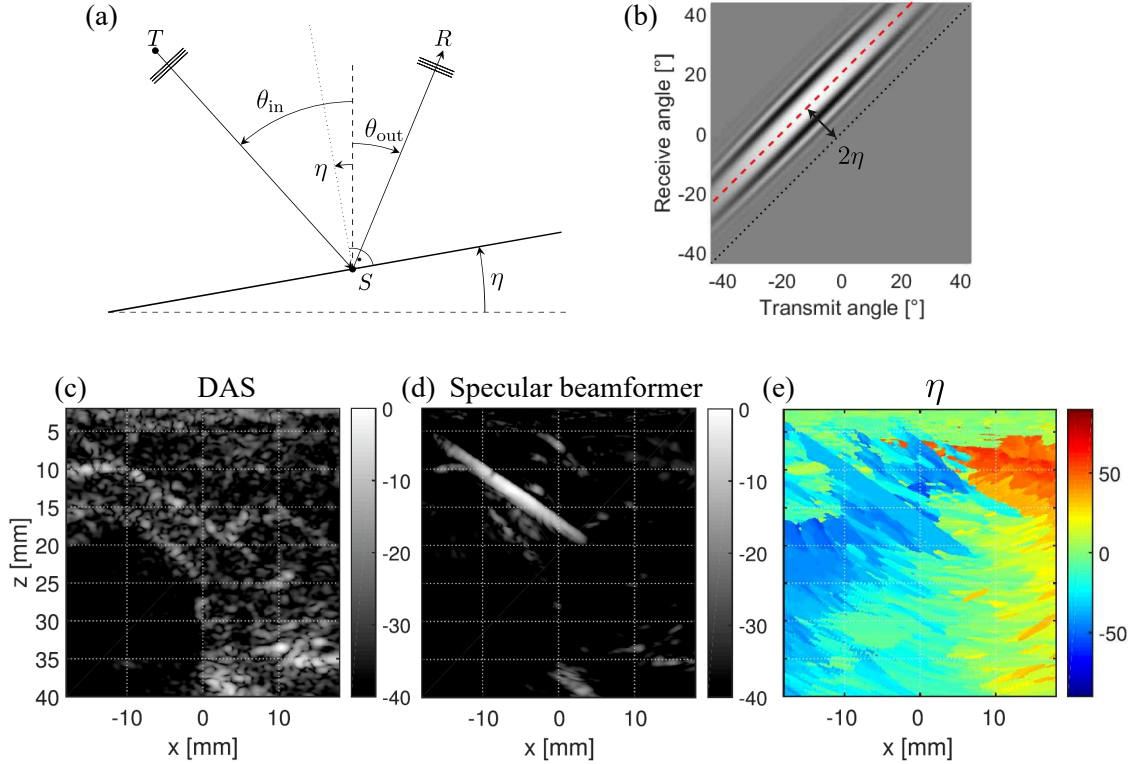 (a)
T
R
θin
θout
η
S
η
(b)
40
20
0
-20
-40
Receive angle [°]
2η
-40 -20 0 20 40
Transmit angle [°]
(c) DAS
5
10
15
20
25
30
35
40
z [mm]
-10 0 10
x [mm]
0
-10
-20
-30
-40
(d) Specular beamformer
-10 0 10
x [mm]
0
-10
-20
-30
-40
(e) η
-10 0 10
x [mm]
50
0
-50